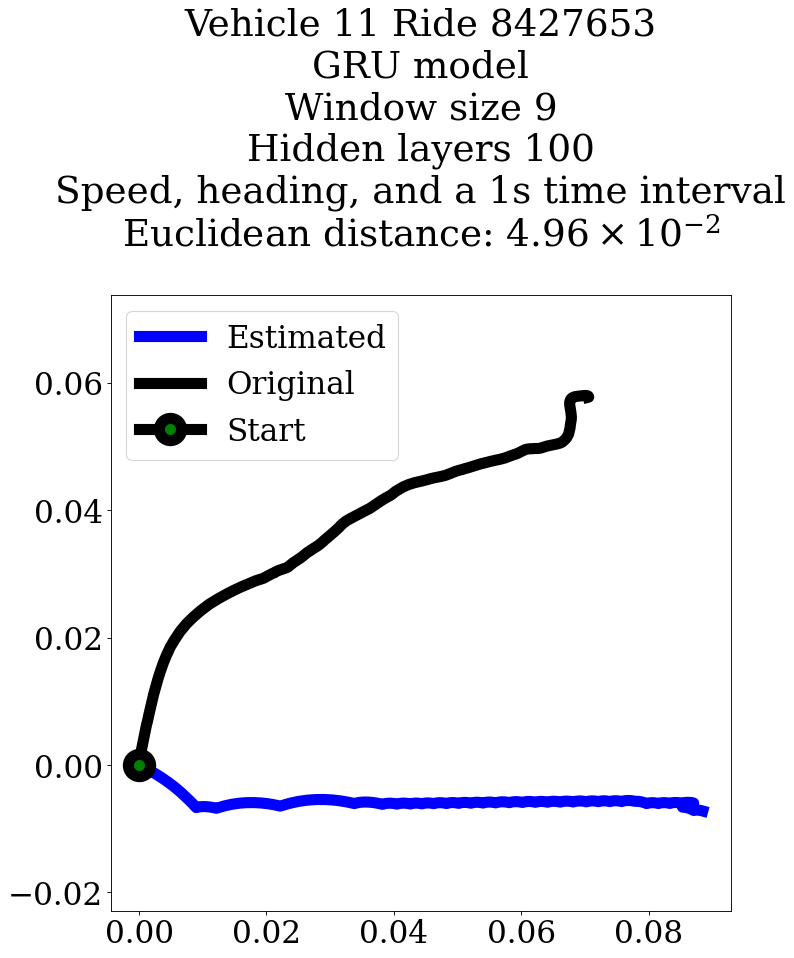 Vehicle 11 Ride 8427653
GRU model
Window size 9
Hidden layers 100
Speed, heading, and a 1s time interval
Euclidean distance: 4.96 × 10⁻²
Estimated
Original
Start
0.06
0.04
0.02
0.00
−0.02
0.00 0.02 0.04 0.06 0.08